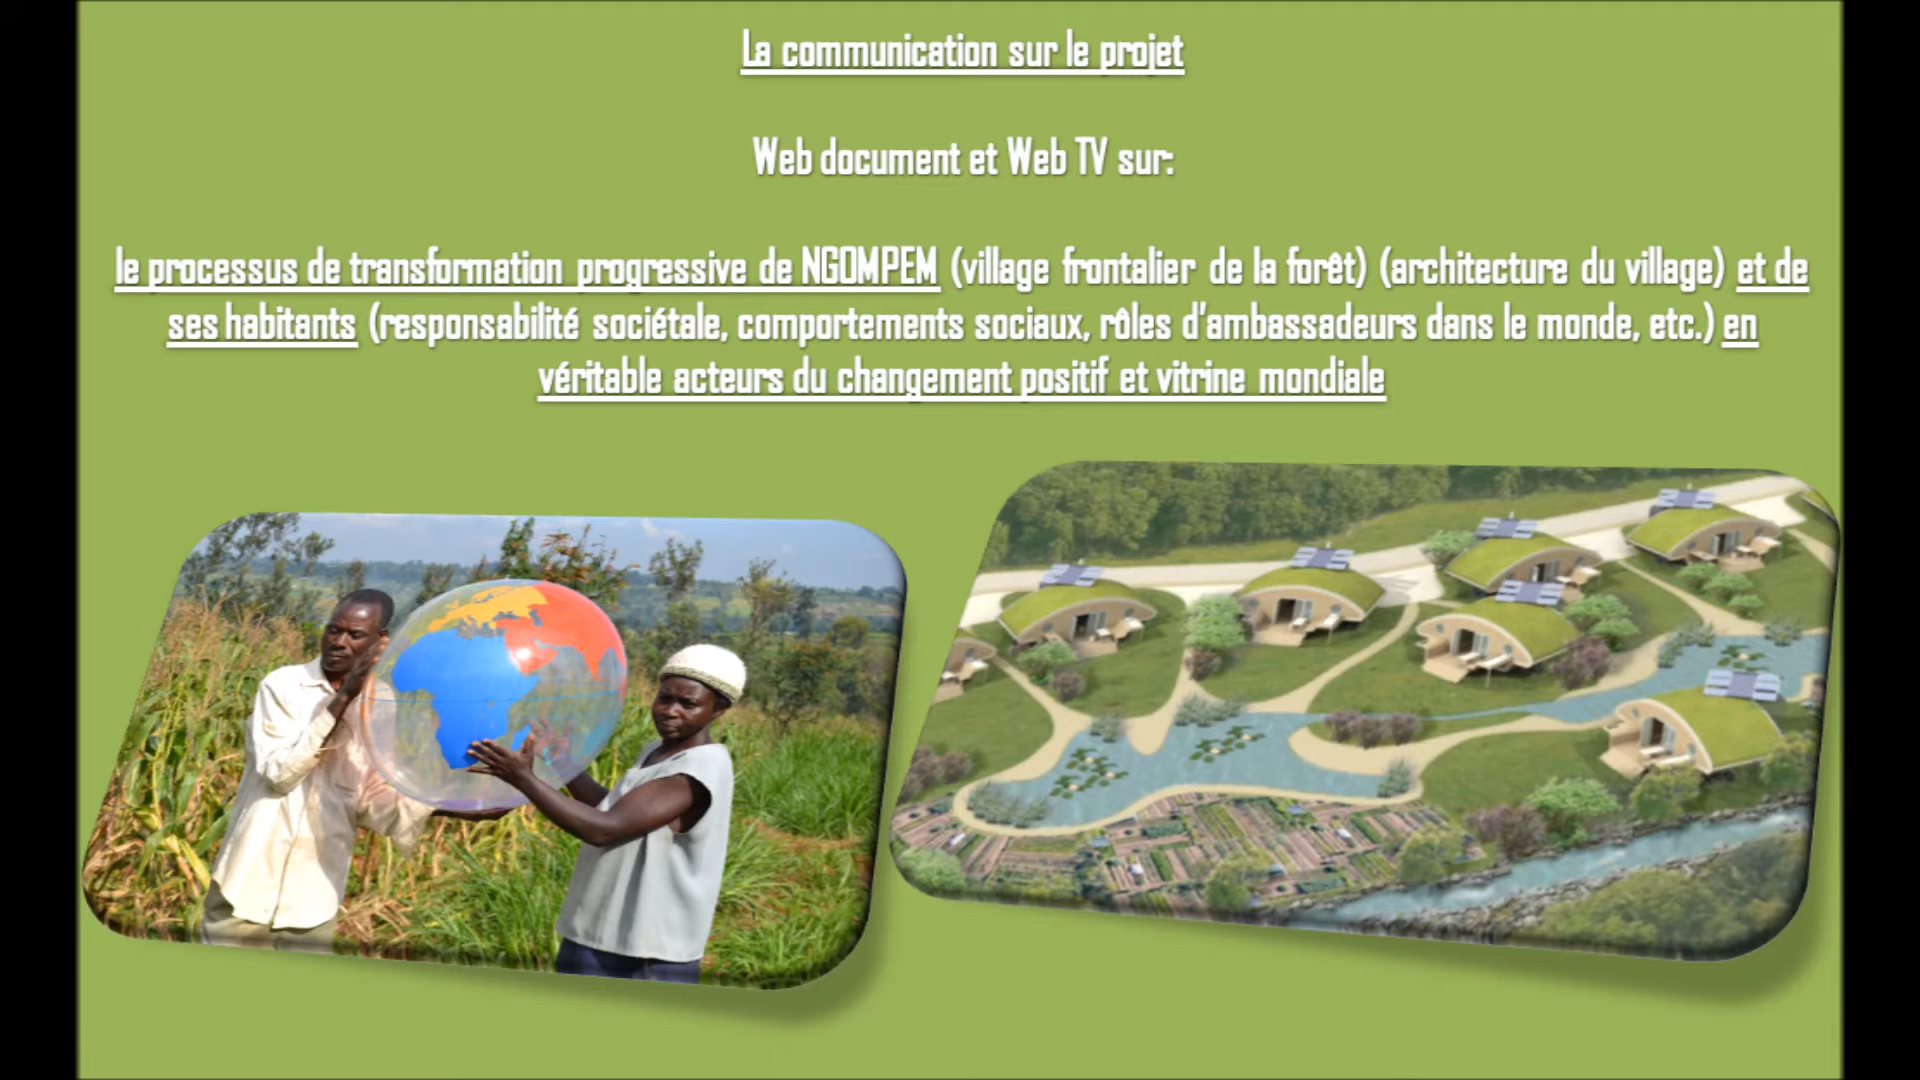 La communication sur le projet
Web document et Web TV sur:
le processus de transformation progressive de NGOMPEM (village frontalier de la forêt) (architecture du village) et de
ses habitants (responsabilité sociétale, comportements sociaux, rôles d'ambassadeurs dans le monde, etc.) en
véritable acteurs du changement positif et vitrine mondiale